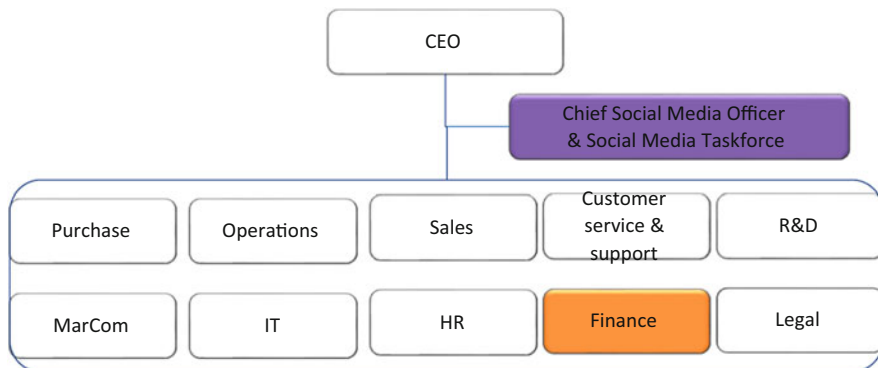 CEO
Chief Social Media Officer
& Social Media Taskforce
Purchase
Operations
Sales
Customer
service &
support
R&D
MarCom
IT
HR
Finance
Legal